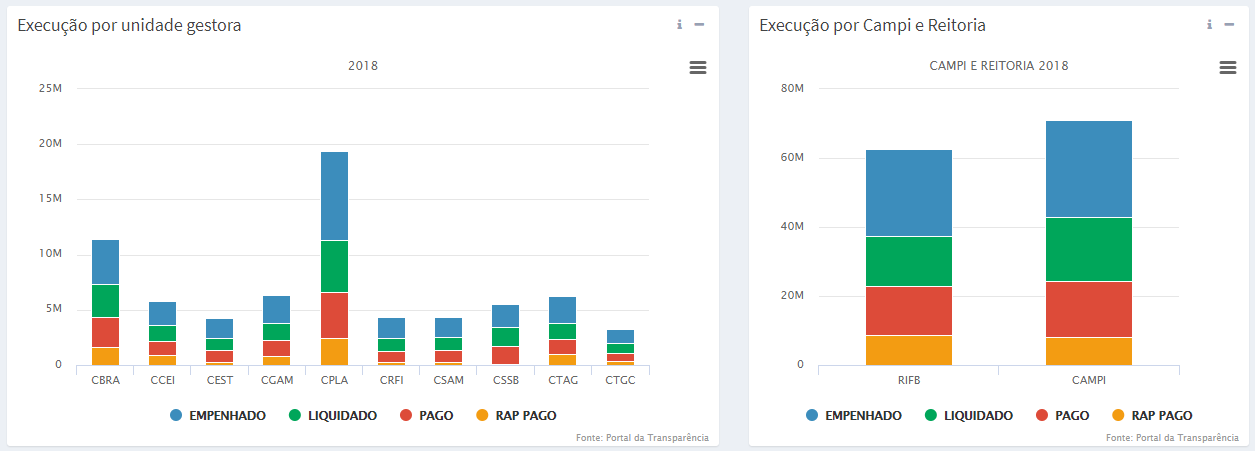 Execução por unidade gestora
2018
25M
20M
15M
10M
5M
0
CBRA CCEI CEST CGAM CPLA CRFI CSAM CSSB CTAG CTGC
EMPENHADO LIQUIDADO PAGO RAP PAGO
Fonte: Portal da Transparência
Execução por Campi e Reitoria
CAMPI E REITORIA 2018
80M
60M
40M
20M
0
RIFB CAMPI
EMPENHADO LIQUIDADO PAGO RAP PAGO
Fonte: Portal da Transparência